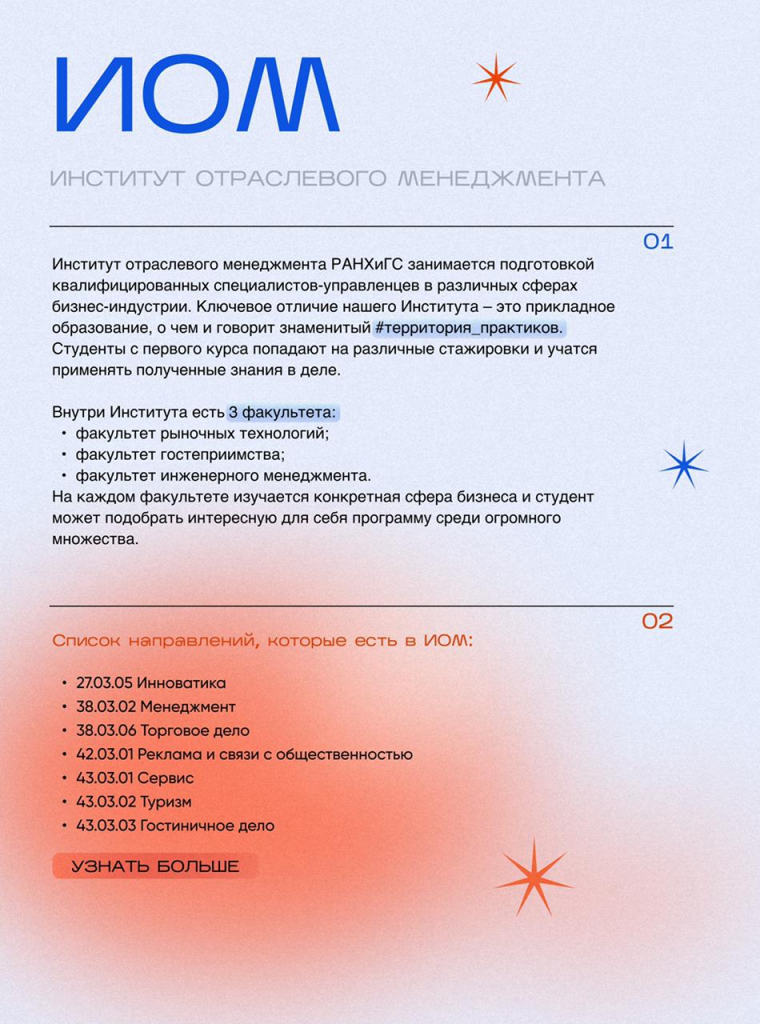 ИОМ
ИНСТИТУТ ОТРАСЛЕВОГО МЕНЕДЖМЕНТА
01
Институт отраслевого менеджмента РАНХиГС занимается подготовкой
квалифицированных специалистов-управленцев в различных сферах
бизнес-индустрии. Ключевое отличие нашего Института – это прикладное
образование, о чем и говорит знаменитый #территория_практиков.
Студенты с первого курса попадают на различные стажировки и учатся
применять полученные знания в деле.
Внутри Института есть 3 факультета:
• факультет рыночных технологий;
• факультет гостеприимства;
• факультет инженерного менеджмента.
На каждом факультете изучается конкретная сфера бизнеса и студент
может подобрать интересную для себя программу среди огромного
множества.
02
Список направлений, которые есть в ИОМ:
• 27.03.05 Инноватика
• 38.03.02 Менеджмент
• 38.03.06 Торговое дело
• 42.03.01 Реклама и связи с общественностью
• 43.03.01 Сервис
• 43.03.02 Туризм
• 43.03.03 Гостиничное дело
УЗНАТЬ БОЛЬШЕ